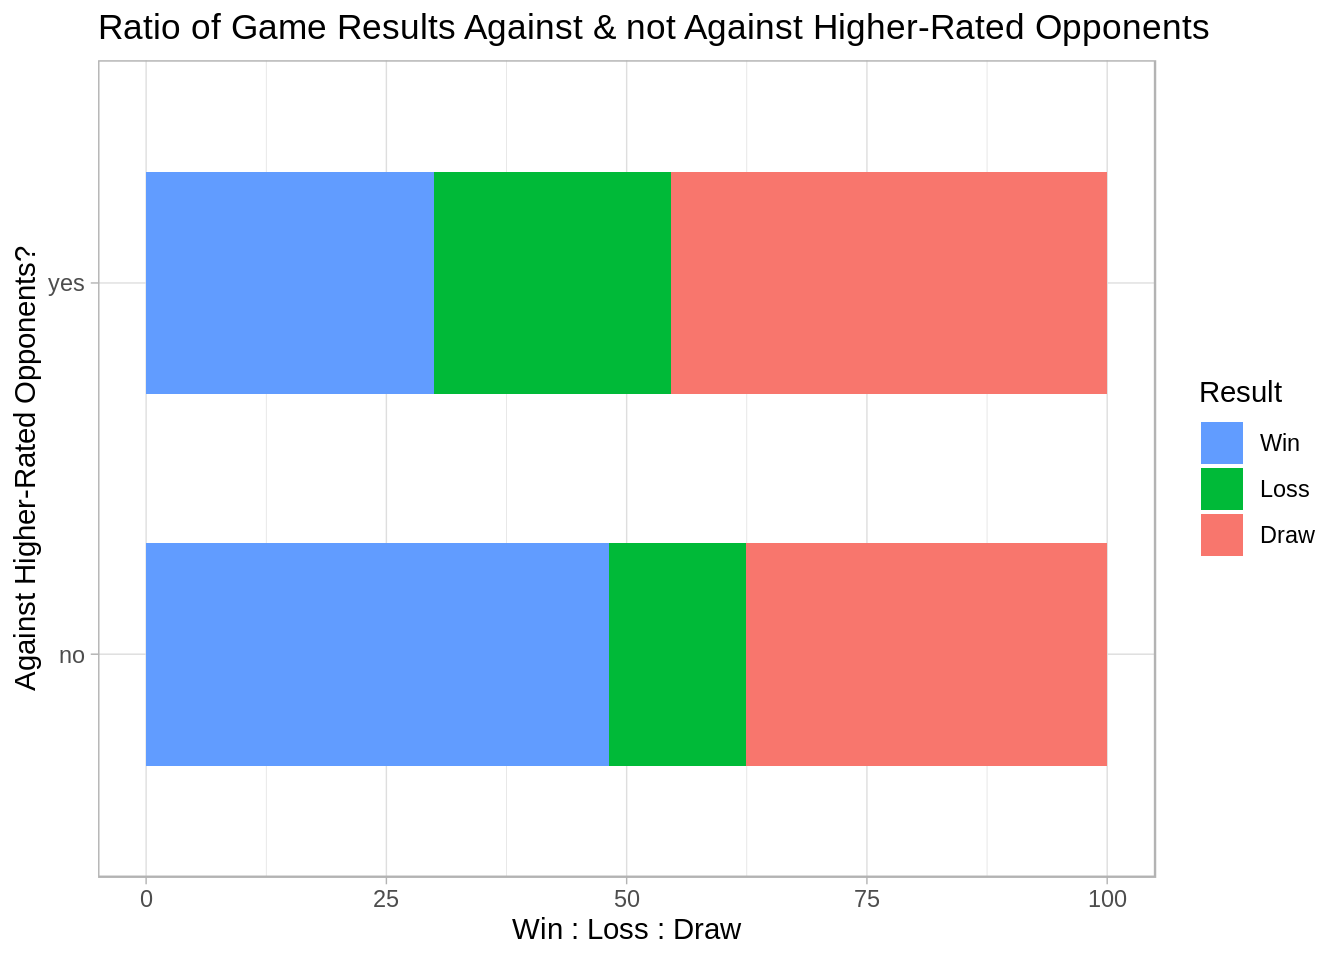 Ratio of Game Results Against & not Against Higher-Rated Opponents
Against Higher-Rated Opponents?
yes
no
0 25 50 75 100
Win : Loss : Draw
Result
Win
Loss
Draw